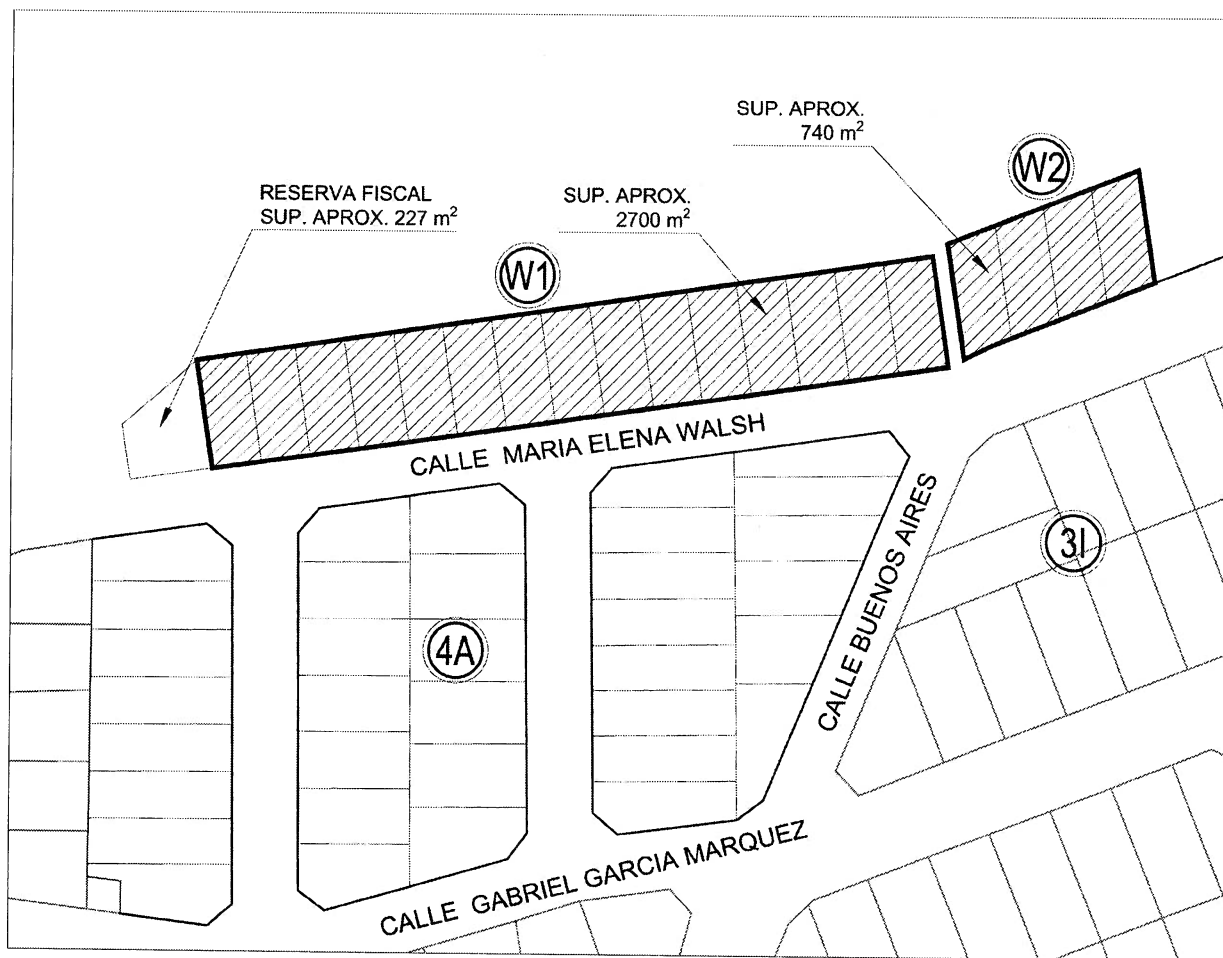 SUP. APROX.
740 m²
W2
RESERVA FISCAL
SUP. APROX. 227 m²
SUP. APROX.
2700 m²
W1
CALLE MARIA ELENA WALSH
CALLE BUENOS AIRES
3I
4A
CALLE GABRIEL GARCIA MARQUEZ